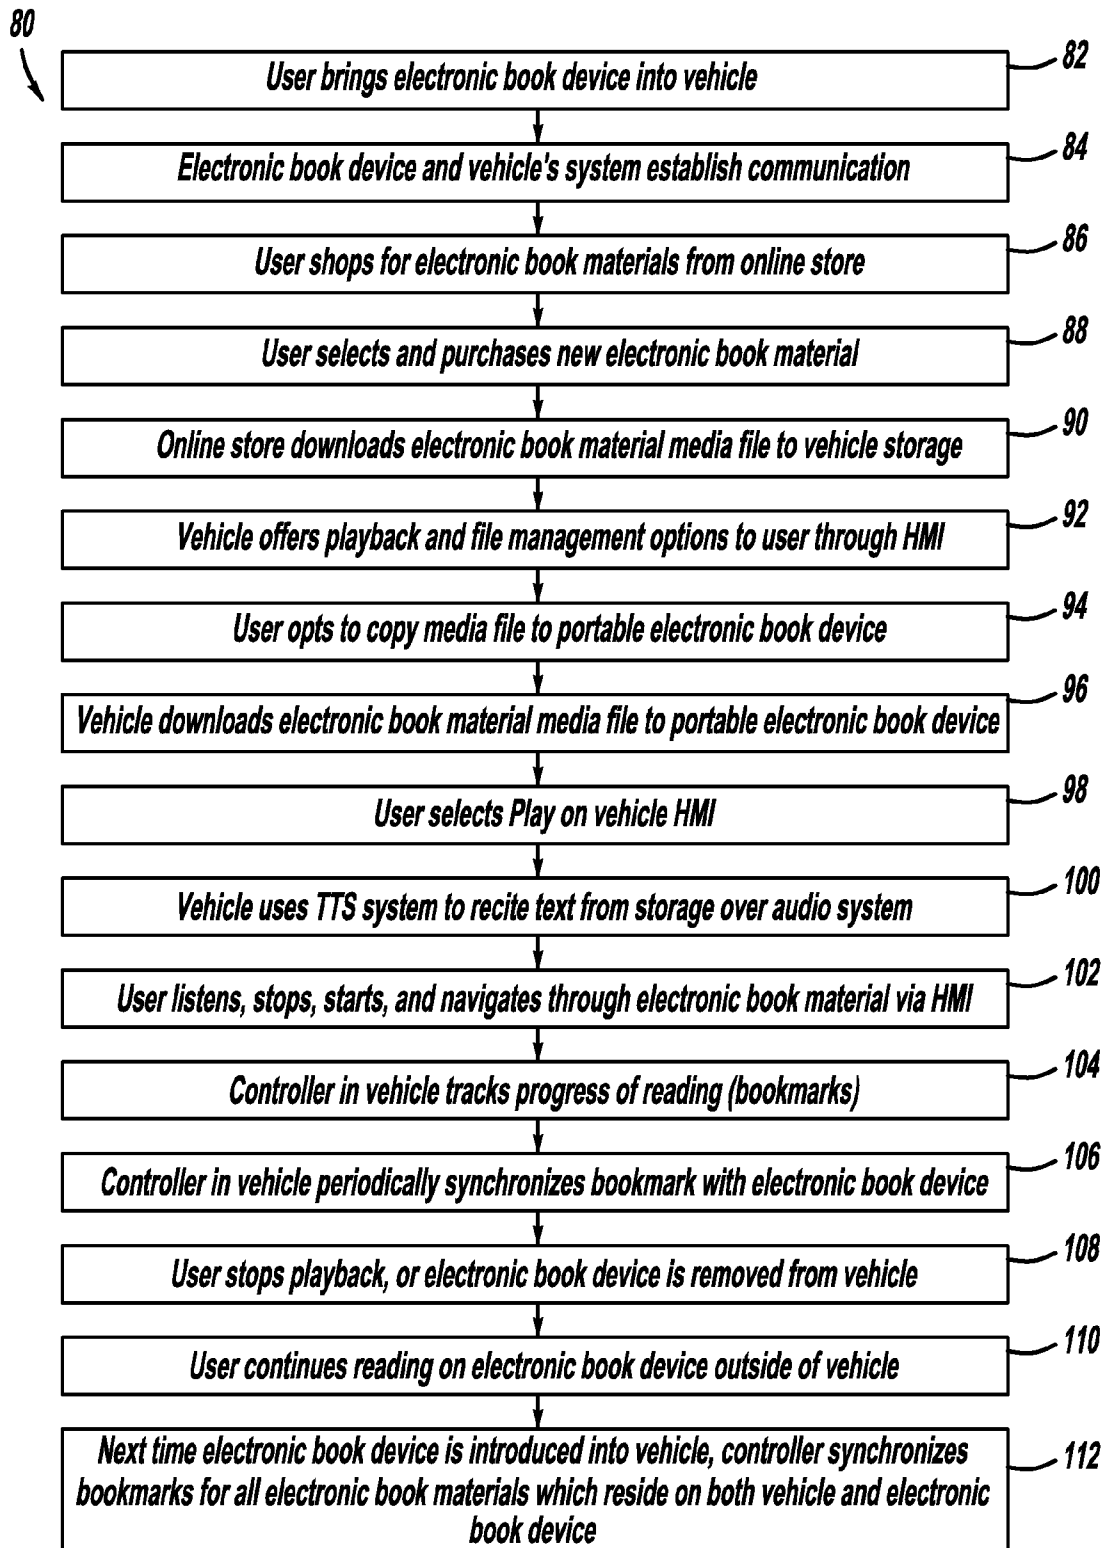 80
User brings electronic book device into vehicle 82
Electronic book device and vehicle's system establish communication 84
User shops for electronic book materials from online store 86
User selects and purchases new electronic book material 88
Online store downloads electronic book material media file to vehicle storage 90
Vehicle offers playback and file management options to user through HMI 92
User opts to copy media file to portable electronic book device 94
Vehicle downloads electronic book material media file to portable electronic book device 96
User selects Play on vehicle HMI 98
Vehicle uses TTS system to recite text from storage over audio system 100
User listens, stops, starts, and navigates through electronic book material via HMI 102
Controller in vehicle tracks progress of reading (bookmarks) 104
Controller in vehicle periodically synchronizes bookmark with electronic book device 106
User stops playback, or electronic book device is removed from vehicle 108
User continues reading on electronic book device outside of vehicle 110
Next time electronic book device is introduced into vehicle, controller synchronizes 112
bookmarks for all electronic book materials which reside on both vehicle and electronic
book device